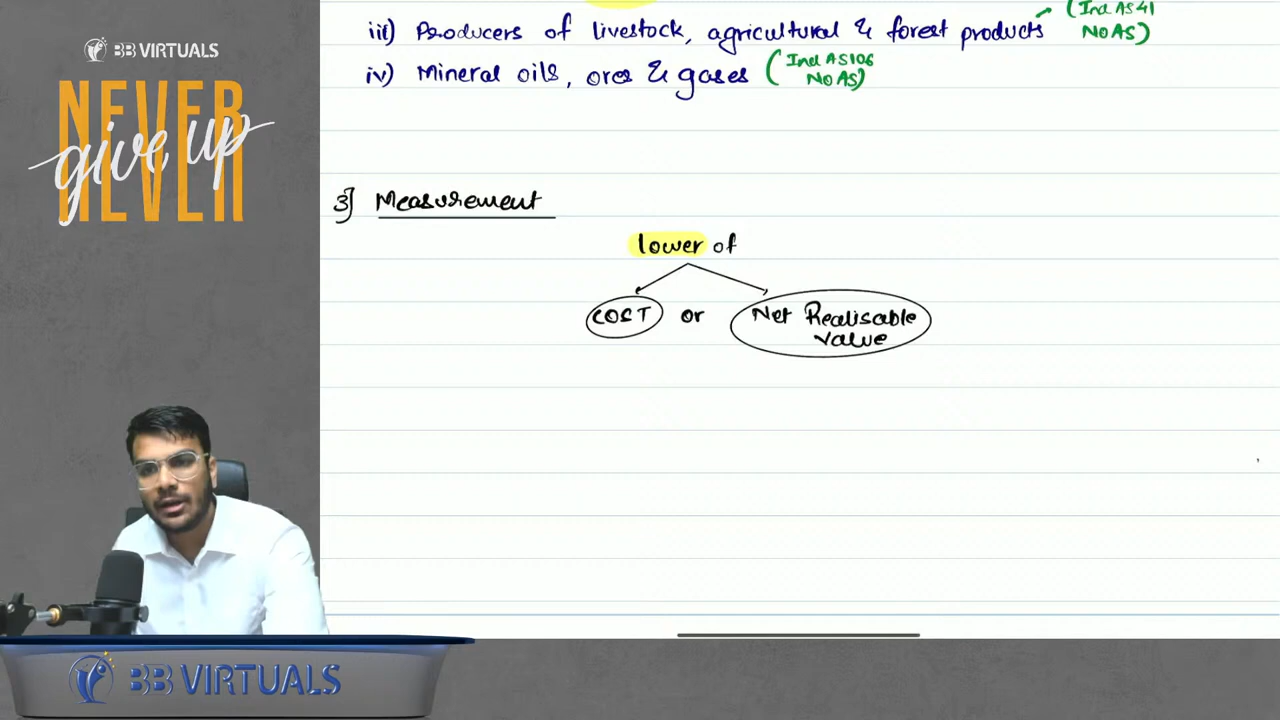 (Ind AS 41
iii) Producers of livestock, agricultural & forest products
NO AS)
iv) Mineral oils, ores & gases
(Ind AS 106
NO AS)
BB VIRTUALS
NEVER
give up
NEVER
3] Measurement
lower of
COST or Net Realisable
Value
BB VIRTUALS